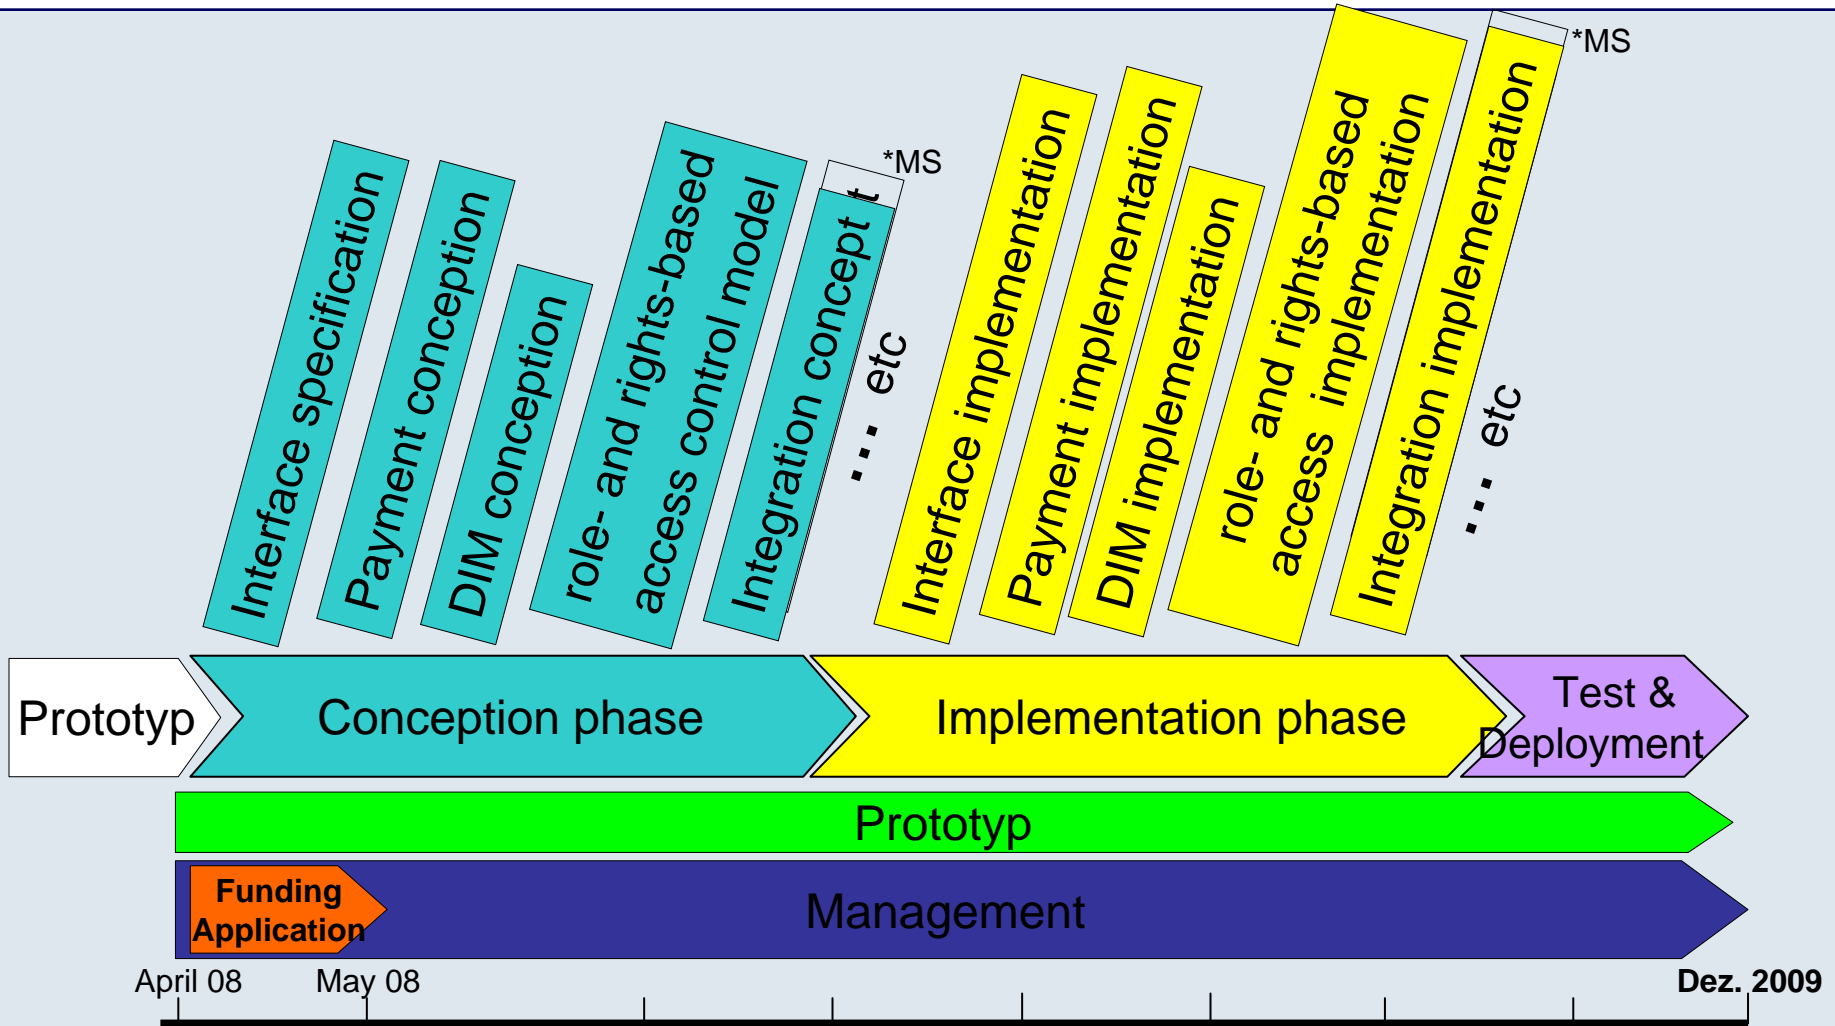 *MS
*MS
Interface specification
Payment conception
DIM conception
role- and rights-based
access control model
Integration concept t
... etc
Interface implementation
Payment implementation
DIM implementation
role- and rights-based
access implementation
Integration implementation
... etc
Prototyp
Conception phase
Implementation phase
Test &
Deployment
Prototyp
Funding
Application
Management
April 08
May 08
Dez. 2009